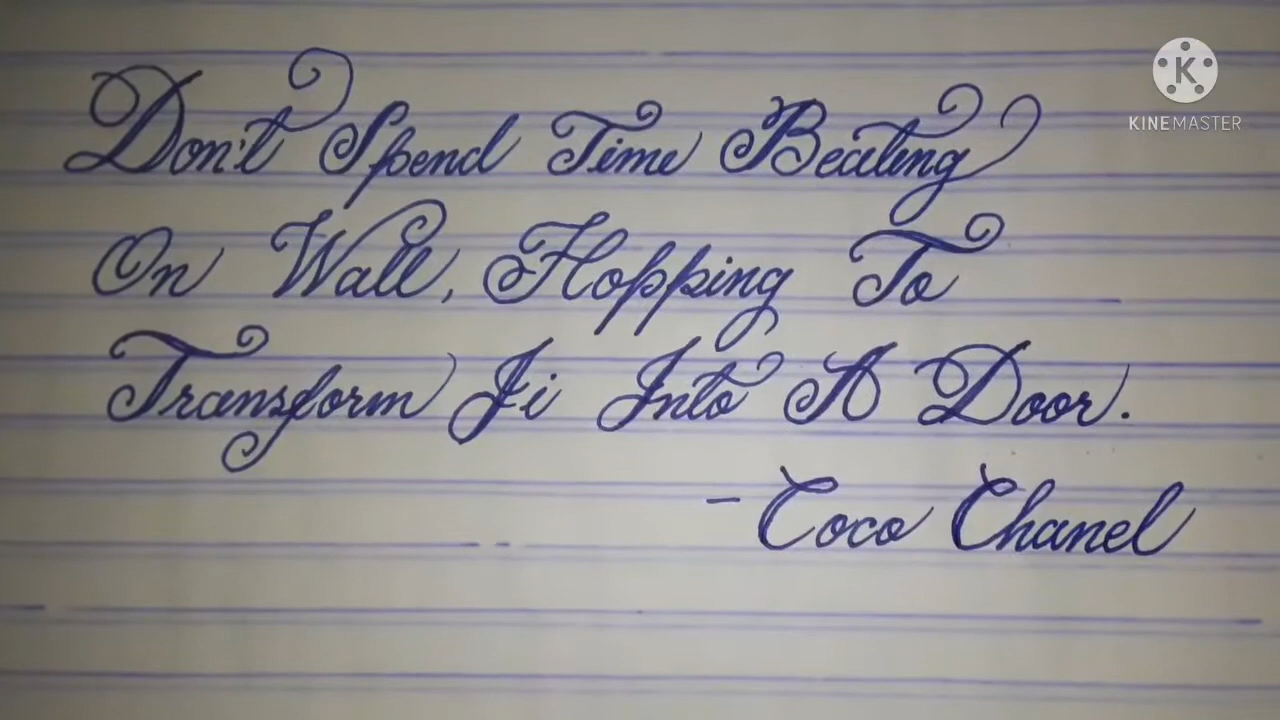 Don't Spend Time Beating
On Wall, Hopping To
Transform Ji Into A Door.
- Coco Chanel
KINEMASTER